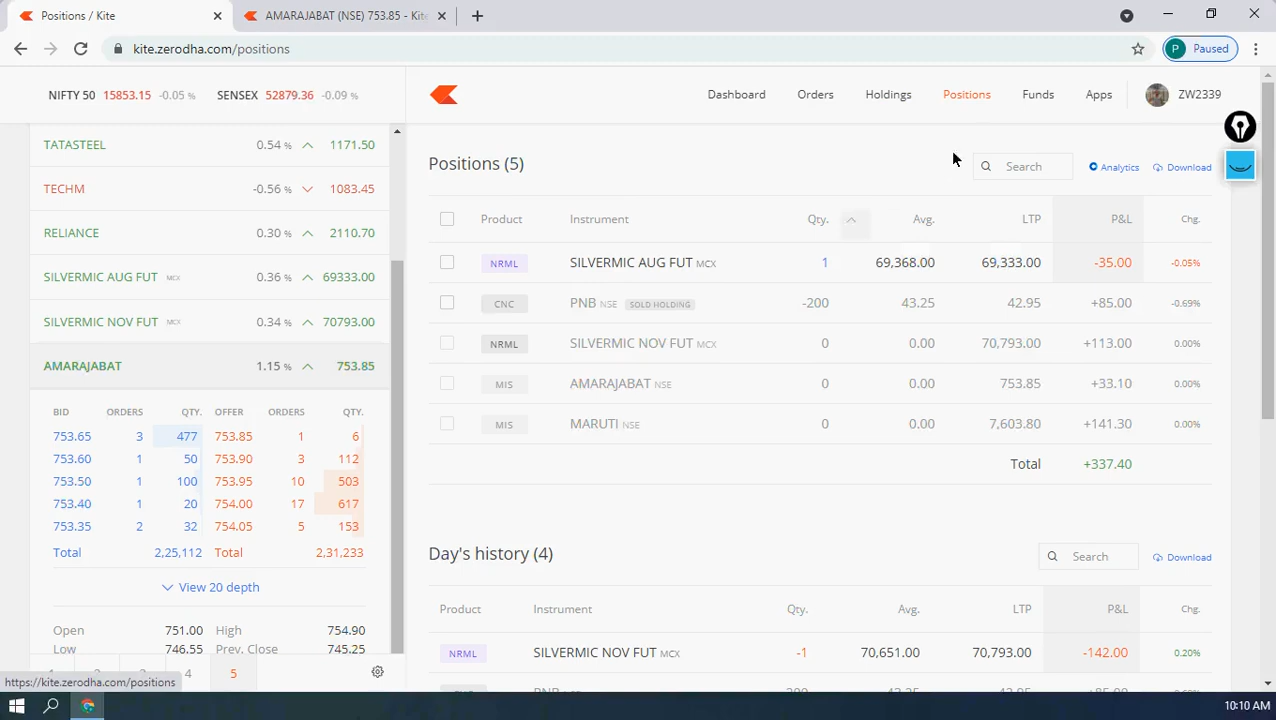 Positions / Kite
AMARAJABAT (NSE) 753.85 - Kite
kite.zerodha.com/positions
P Paused
NIFTY 50 15853.15 -0.05 % SENSEX 52879.36 -0.09 %
Dashboard Orders Holdings Positions Funds Apps ZW2339
TATASTEEL 0.54 % 1171.50
TECHM -0.56 % 1083.45
RELIANCE 0.30 % 2110.70
SILVERMIC AUG FUT MCX 0.36 % 69333.00
SILVERMIC NOV FUT MCX 0.34 % 70793.00
AMARAJABAT 1.15 % 753.85
BID ORDERS QTY. OFFER ORDERS QTY.
753.65 3 477 753.85 1 6
753.60 1 50 753.90 3 112
753.50 1 100 753.95 10 503
753.40 1 20 754.00 17 617
753.35 2 32 754.05 5 153
Total 2,25,112 Total 2,31,233
View 20 depth
Open 751.00 High 754.90
Low 746.55 Prev. Close 745.25
4 5
https://kite.zerodha.com/positions
Positions (5)
Search Analytics Download
Product Instrument Qty. Avg. LTP P&L Chg.
NRML SILVERMIC AUG FUT MCX 1 69,368.00 69,333.00 -35.00 -0.05%
CNC PNB NSE SOLD HOLDING -200 43.25 42.95 +85.00 -0.69%
NRML SILVERMIC NOV FUT MCX 0 0.00 70,793.00 +113.00 0.00%
MIS AMARAJABAT NSE 0 0.00 753.85 +33.10 0.00%
MIS MARUTI NSE 0 0.00 7,603.80 +141.30 0.00%
Total +337.40
Day's history (4)
Search Download
Product Instrument Qty. Avg. LTP P&L Chg.
NRML SILVERMIC NOV FUT MCX -1 70,651.00 70,793.00 -142.00 0.20%
10:10 AM